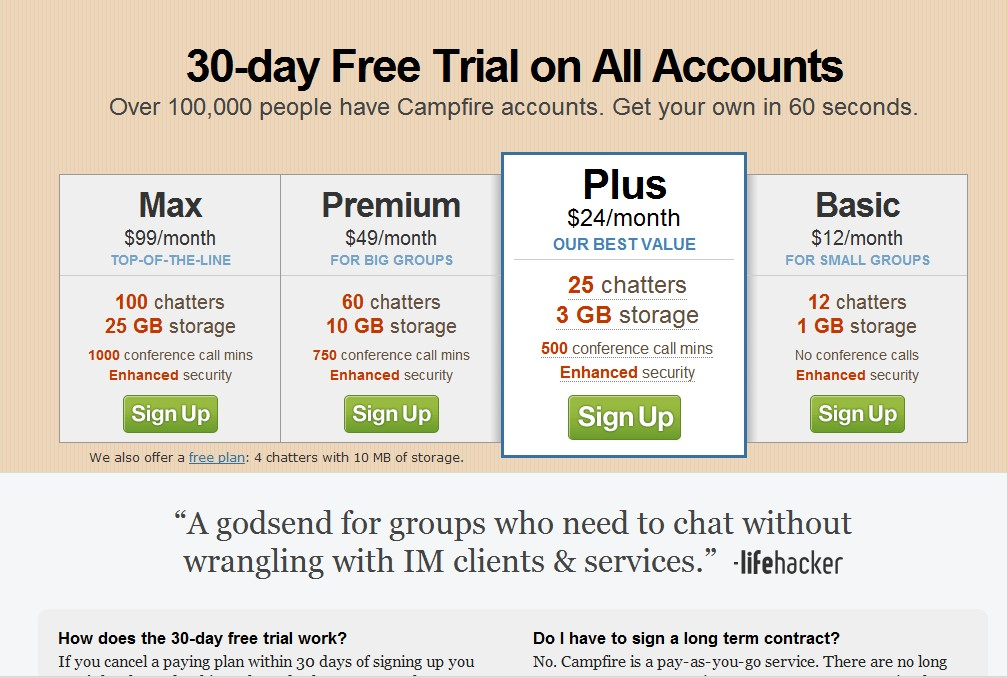 30-day Free Trial on All Accounts
Over 100,000 people have Campfire accounts. Get your own in 60 seconds.
Max
$99/month
TOP-OF-THE-LINE
100 chatters
25 GB storage
1000 conference call mins
Enhanced security
Sign Up
Premium
$49/month
FOR BIG GROUPS
60 chatters
10 GB storage
750 conference call mins
Enhanced security
Sign Up
Plus
$24/month
OUR BEST VALUE
25 chatters
3 GB storage
500 conference call mins
Enhanced security
Sign Up
Basic
$12/month
FOR SMALL GROUPS
12 chatters
1 GB storage
No conference calls
Enhanced security
Sign Up
We also offer a free plan: 4 chatters with 10 MB of storage.
“A godsend for groups who need to chat without
wrangling with IM clients & services.” -lifehacker
How does the 30-day free trial work?
If you cancel a paying plan within 30 days of signing up you
Do I have to sign a long term contract?
No. Campfire is a pay-as-you-go service. There are no long